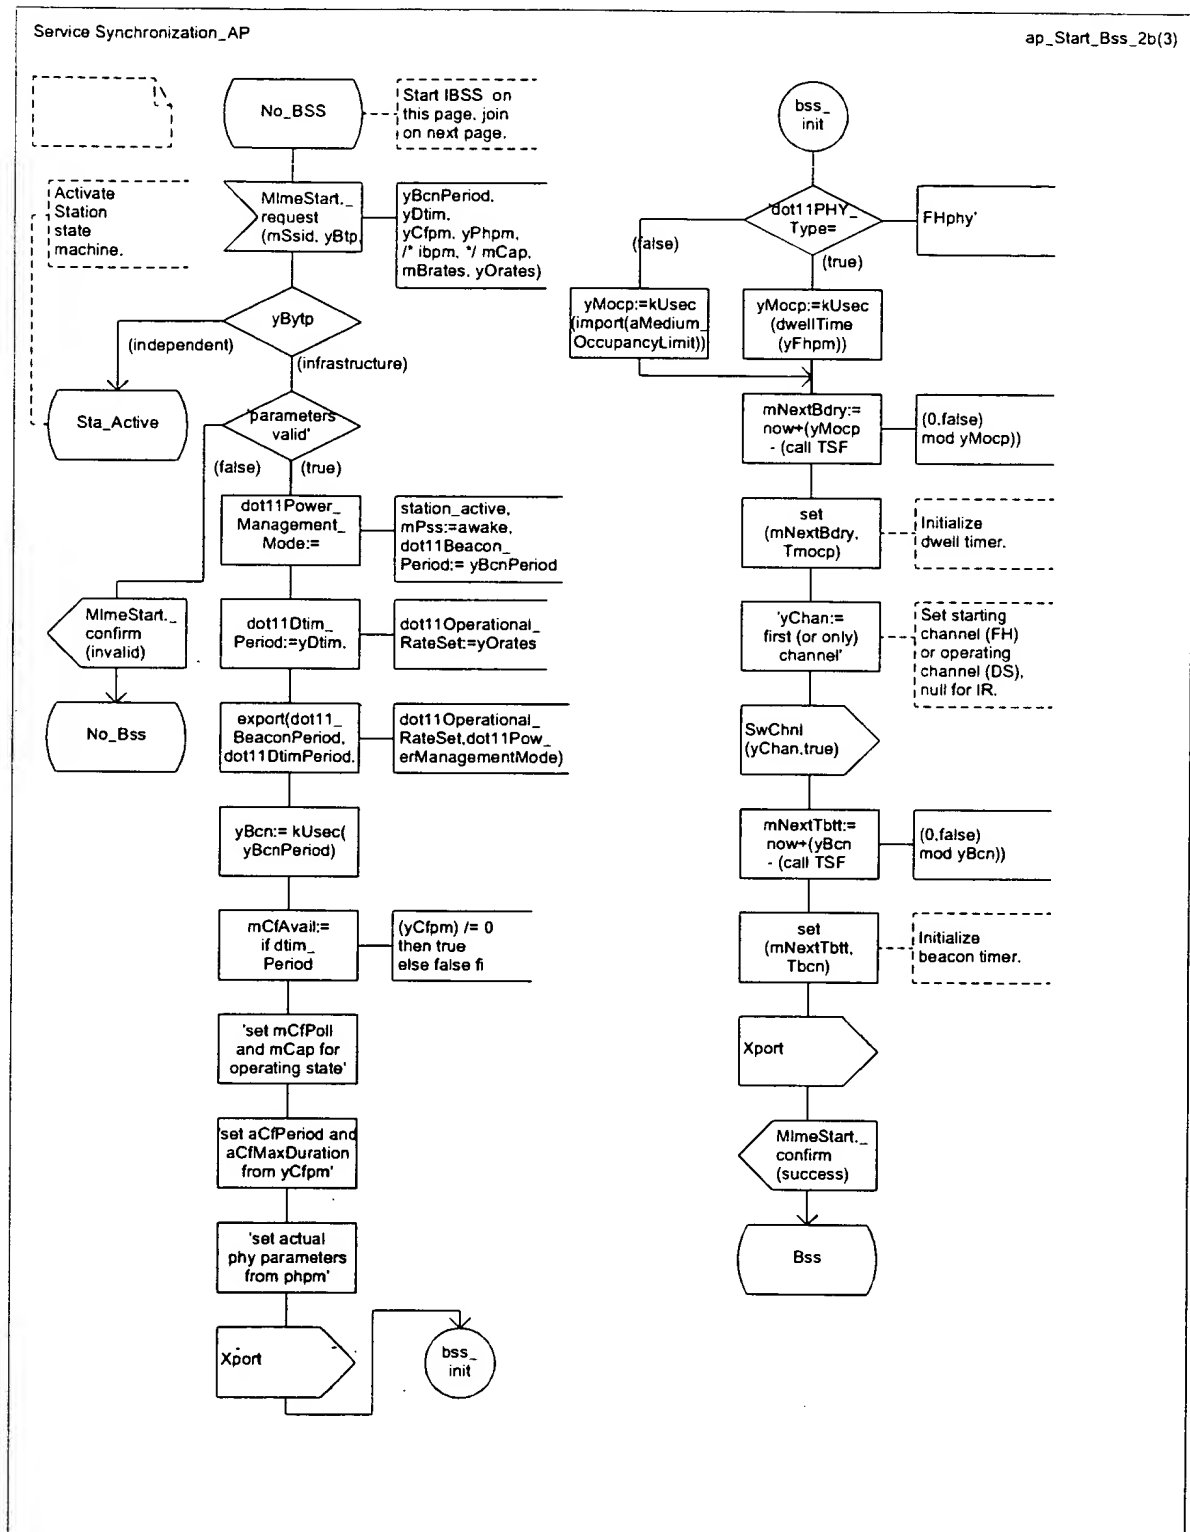 Service Synchronization_AP
ap_Start_Bss_2b(3)
No_BSS
Start IBSS on
this page, join
on next page.
Activate
Station
state
machine.
MlmeStart._
request
(mSsid, yBtp,
yBcnPeriod,
yDtim,
yCfpm, yPhpm,
/* ibpm, */ mCap,
mBrates, yOrates)
yBytp
(independent)
(infrastructure)
Sta_Active
'parameters
valid'
(false)
(true)
dot11Power_
Management_
Mode:=
station_active,
mPss:=awake,
dot11Beacon_
Period:= yBcnPeriod
MlmeStart._
confirm
(invalid)
dot11Dtim_
Period:=yDtim,
dot11Operational_
RateSet:=yOrates
No_Bss
export(dot11_
BeaconPeriod,
dot11DtimPeriod,
dot11Operational_
RateSet,dot11Pow_
erManagementMode)
yBcn:= kUsec(
yBcnPeriod)
mCfAvail:=
if dtim_
Period
(yCfpm) /= 0
then true
else false fi
'set mCfPoll
and mCap for
operating state'
'set aCfPeriod and
aCfMaxDuration
from yCfpm'
'set actual
phy parameters
from phpm'
Xport
bss_
init
bss_
init
'dot11PHY_
Type=
FHphy'
(false)
(true)
yMocp:=kUsec
(import(aMedium_
OccupancyLimit))
yMocp:=kUsec
(dwellTime
(yFhpm))
mNextBdry:=
now+(yMocp
- (call TSF
(0,false)
mod yMocp))
set
(mNextBdry,
Tmocp)
Initialize
dwell timer.
'yChan:=
first (or only)
channel'
Set starting
channel (FH)
or operating
channel (DS),
null for IR.
SwChnl
(yChan,true)
mNextTbtt:=
now+(yBcn
- (call TSF
(0,false)
mod yBcn))
set
(mNextTbtt,
Tbcn)
Initialize
beacon timer.
Xport
MlmeStart._
confirm
(success)
Bss